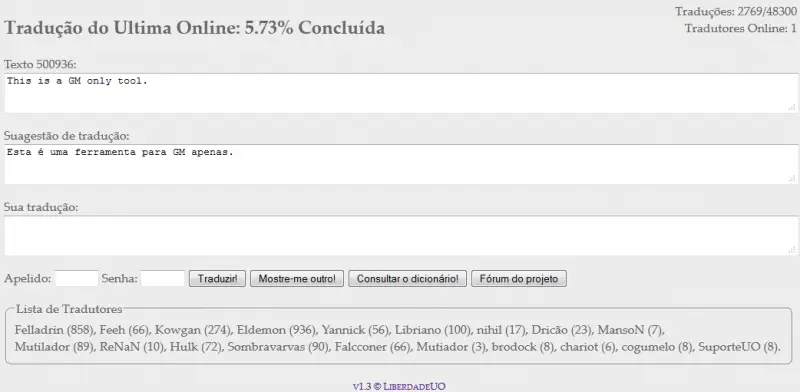 Traduções: 2769/48300
Tradução do Ultima Online: 5.73% Concluída
Tradutores Online: 1
Texto 500936:
This is a GM only tool.
Suagestão de tradução:
Esta é uma ferramenta para GM apenas.
Sua tradução:
Apelido: Senha: Traduzir! Mostre-me outro! Consultar o dicionário! Fórum do projeto
Lista de Tradutores
Felladrin (858), Feeh (66), Kowgan (274), Eldemon (936), Yannick (56), Libriano (100), nihil (17), Dricão (23), MansoN (7),
Mutilador (89), ReNaN (10), Hulk (72), Sombravarvas (90), Falcconer (66), Mutiador (3), brodock (8), chariot (6), cogumelo (8), SuporteUO (8).
v1.3 © LiberdadeUO